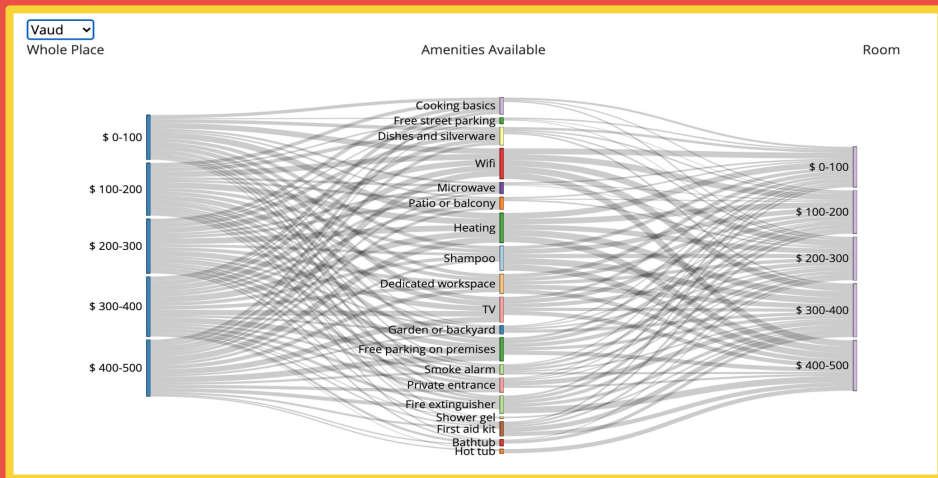 Vaud
Whole Place
Amenities Available
Room
$ 0-100
$ 100-200
$ 200-300
$ 300-400
$ 400-500
Cooking basics
Free street parking
Dishes and silverware
Wifi
Microwave
Patio or balcony
Heating
Shampoo
Dedicated workspace
TV
Garden or backyard
Free parking on premises
Smoke alarm
Private entrance
Fire extinguisher
Shower gel
First aid kit
Bathtub
Hot tub
$ 0-100
$ 100-200
$ 200-300
$ 300-400
$ 400-500